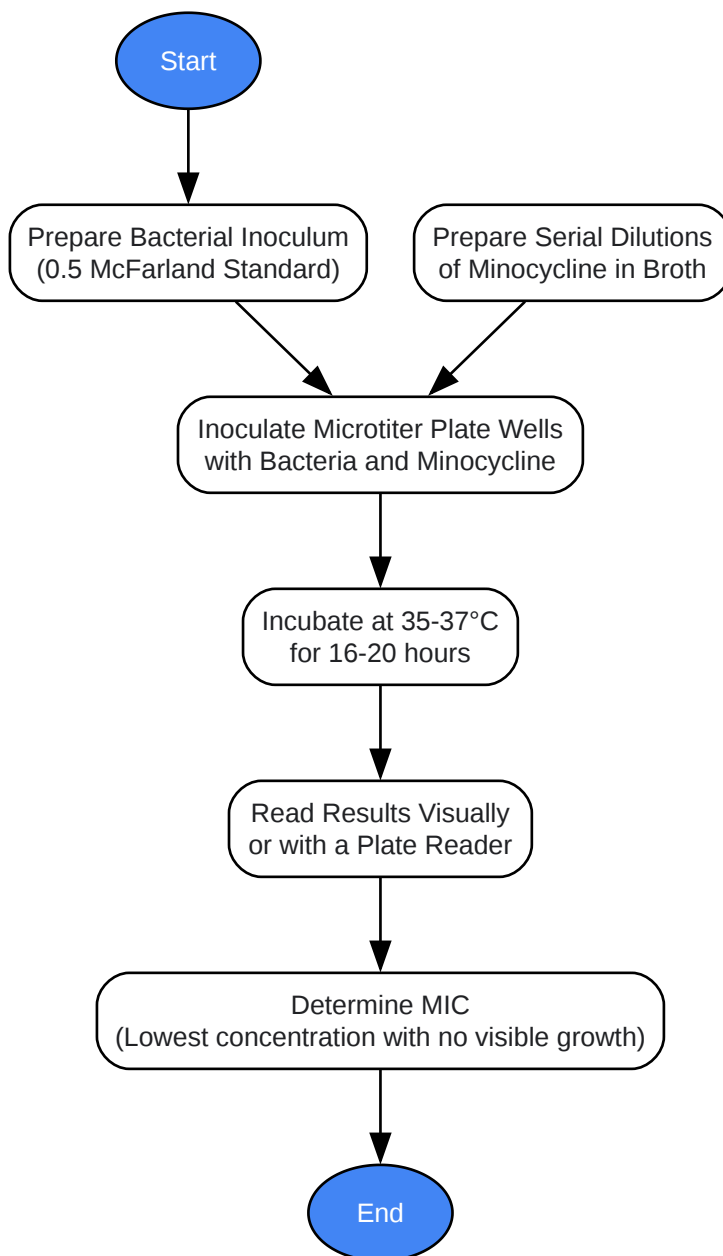 Start
Prepare Bacterial Inoculum
(0.5 McFarland Standard)
Prepare Serial Dilutions
of Minocycline in Broth
Inoculate Microtiter Plate Wells
with Bacteria and Minocycline
Incubate at 35-37°C
for 16-20 hours
Read Results Visually
or with a Plate Reader
Determine MIC
(Lowest concentration with no visible growth)
End